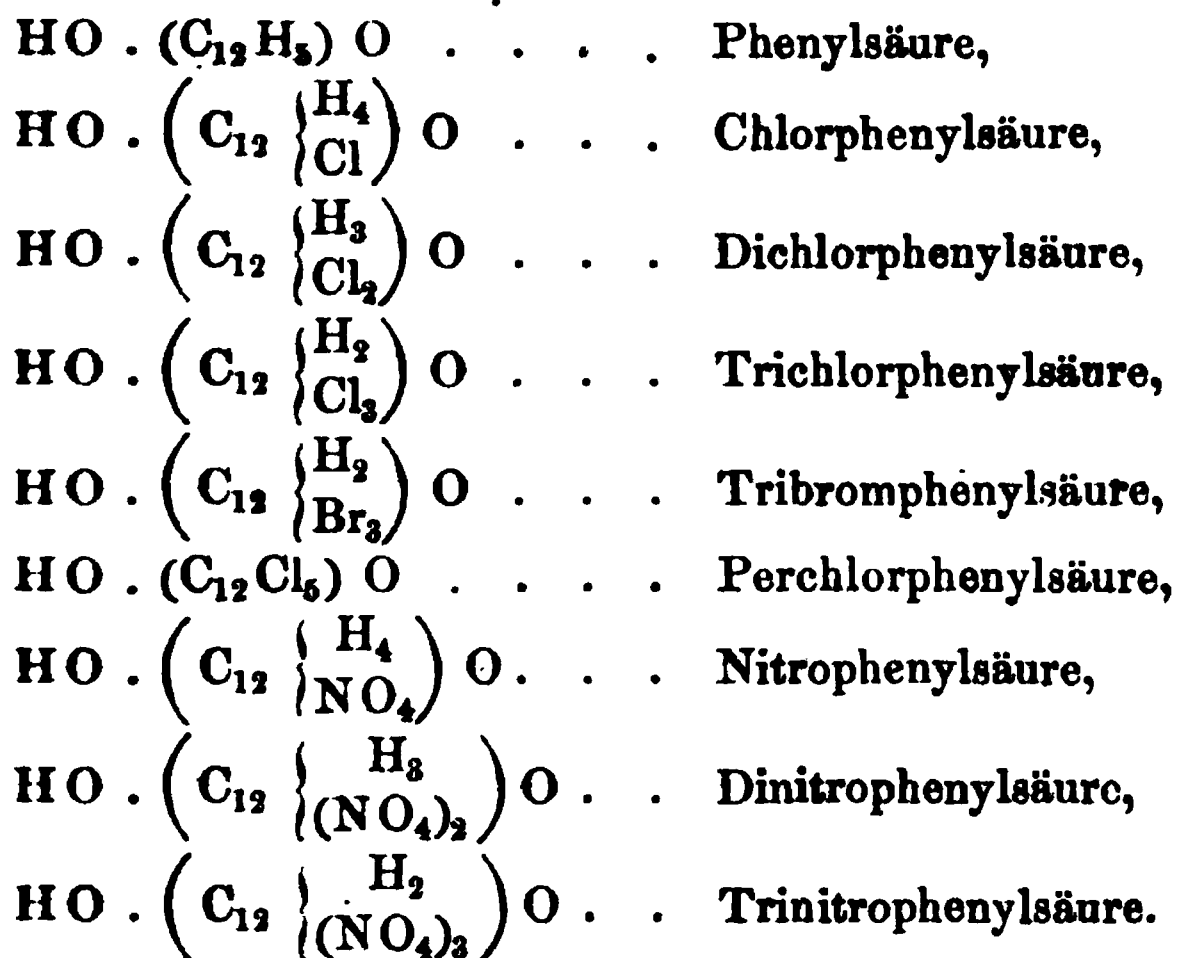 HO . (C₁₂H₅) O . . . . Phenylsäure,
HO . (C₁₂ {H₄ Cl) O . . . Chlorphenylsäure,
HO . (C₁₂ {H₃ Cl₂) O . . . Dichlorphenylsäure,
HO . (C₁₂ {H₂ Cl₃) O . . . Trichlorphenylsäure,
HO . (C₁₂ {H₂ Br₃) O . . . Tribromphenylsäure,
HO . (C₁₂Cl₅) O . . . . Perchlorphenylsäure,
HO . (C₁₂ {H₄ NO₄) O . . . Nitrophenylsäure,
HO . (C₁₂ {H₃ (NO₄)₂) O . . Dinitrophenylsäure,
HO . (C₁₂ {H₂ (NO₄)₃) O . . Trinitrophenylsäure.